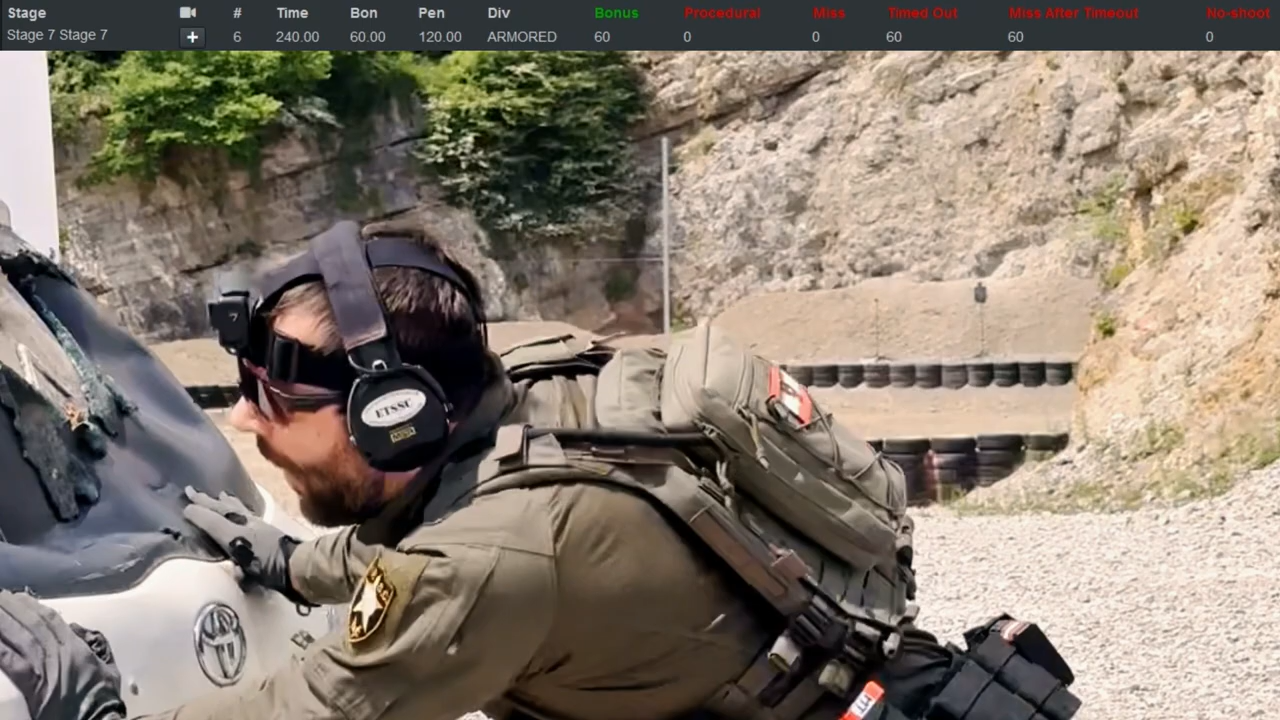 Stage # Time Bon Pen Div Bonus Procedural Miss Timed Out Miss After Timeout No-shoot
Stage 7 Stage 7 + 6 240.00 60.00 120.00 ARMORED 60 0 0 60 60 0
ETSSC